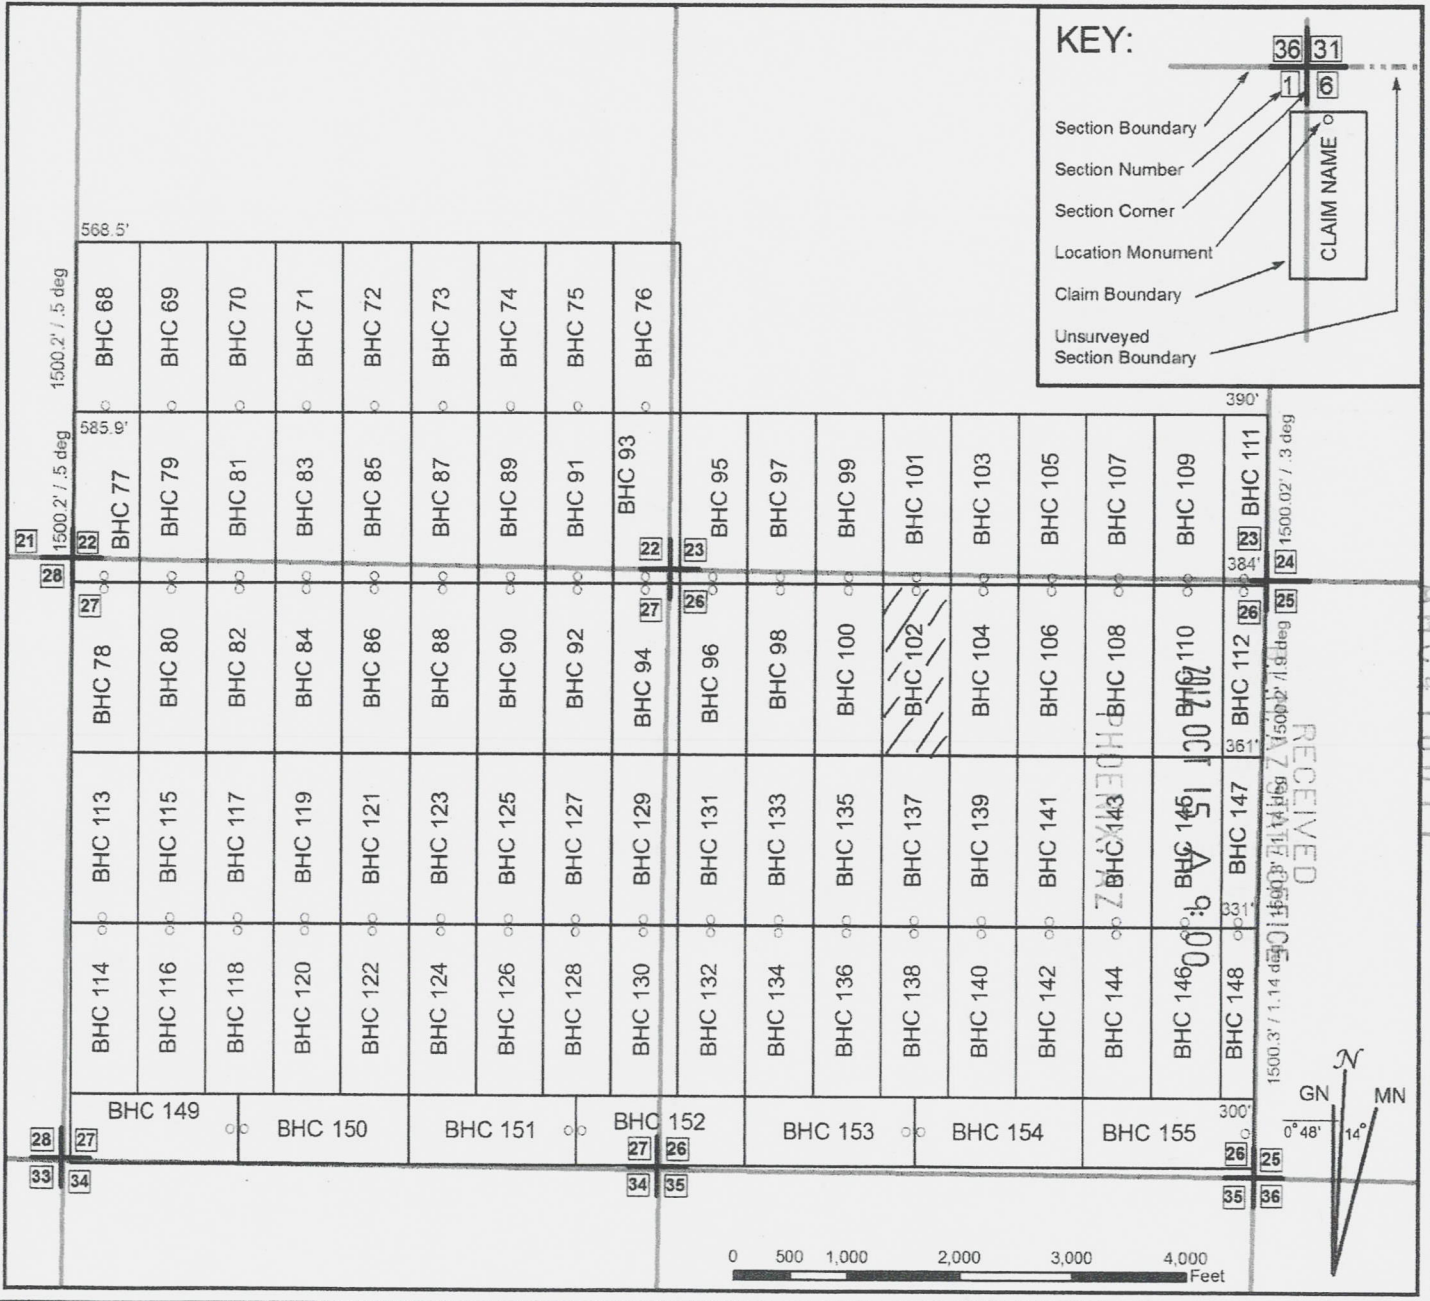 KEY:
36 31
1 6
Section Boundary
Section Number
Section Corner
Location Monument
Claim Boundary
Unsurveyed
Section Boundary
CLAIM NAME
568.5'
1500.2' / .5 deg
BHC 68
BHC 69
BHC 70
BHC 71
BHC 72
BHC 73
BHC 74
BHC 75
BHC 76
390'
585.9'
1500.2' / .5 deg
BHC 77
BHC 79
BHC 81
BHC 83
BHC 85
BHC 87
BHC 89
BHC 91
BHC 93
BHC 95
BHC 97
BHC 99
BHC 101
BHC 103
BHC 105
BHC 107
BHC 109
BHC 111
1500.02' / .3 deg
21 22
22 23
23 24
384'
28 27
27 26
26 25
BHC 78
BHC 80
BHC 82
BHC 84
BHC 86
BHC 88
BHC 90
BHC 92
BHC 94
BHC 96
BHC 98
BHC 100
BHC 102
BHC 104
BHC 106
BHC 108
BHC 110
BHC 112
1500.2' / .9 deg
361'
BHC 113
BHC 115
BHC 117
BHC 119
BHC 121
BHC 123
BHC 125
BHC 127
BHC 129
BHC 131
BHC 133
BHC 135
BHC 137
BHC 139
BHC 141
BHC 143
BHC 145
BHC 147
RECEIVED
2012 OCT 15 A 9:00
PHOENIX, AZ
331'
BHC 114
BHC 116
BHC 118
BHC 120
BHC 122
BHC 124
BHC 126
BHC 128
BHC 130
BHC 132
BHC 134
BHC 136
BHC 138
BHC 140
BHC 142
BHC 144
BHC 146
BHC 148
1500.3' / 1.14 deg
BHC 149
BHC 150
BHC 151
BHC 152
BHC 153
BHC 154
BHC 155
300'
28 27
27 26
26 25
33 34
34 35
35 36
N
GN
MN
0°48'
14°
0 500 1,000 2,000 3,000 4,000
Feet